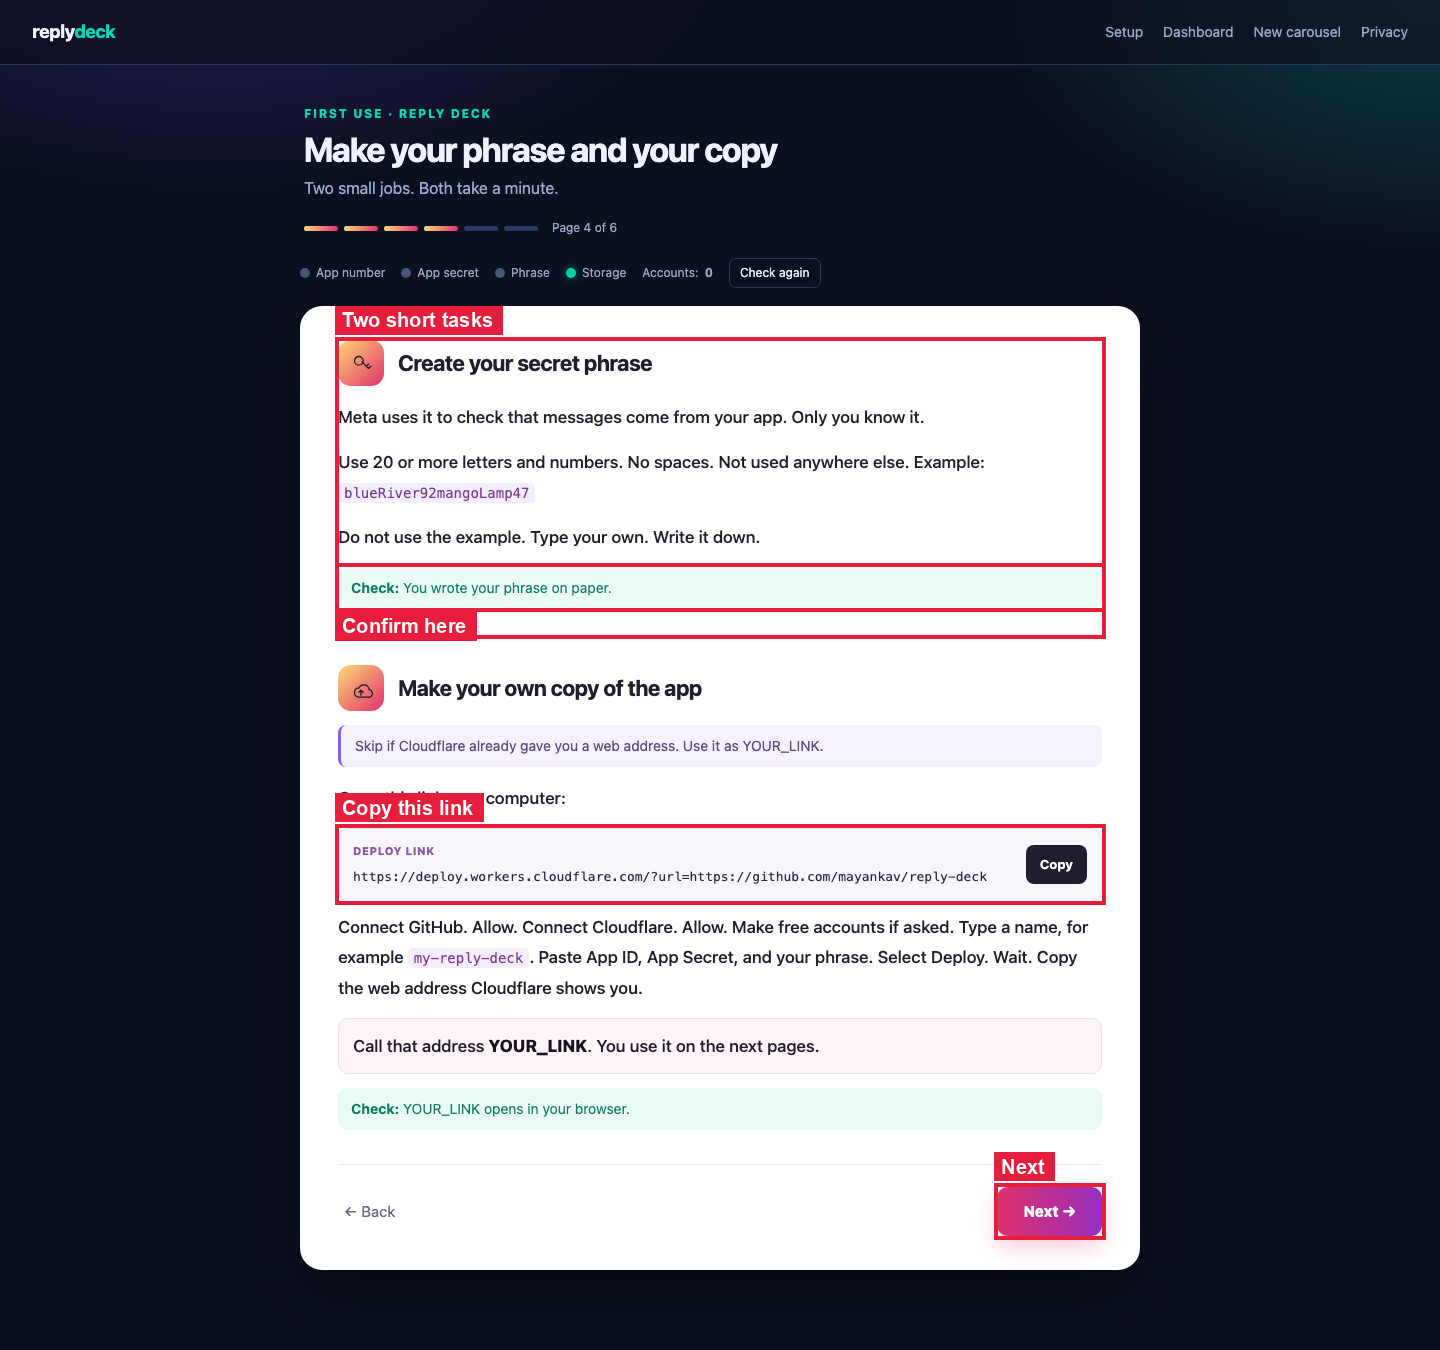 replydeck
Setup Dashboard New carousel Privacy
FIRST USE · REPLY DECK
Make your phrase and your copy
Two small jobs. Both take a minute.
Page 4 of 6
App number App secret Phrase Storage Accounts: 0 Check again
Two short tasks
Create your secret phrase
Meta uses it to check that messages come from your app. Only you know it.
Use 20 or more letters and numbers. No spaces. Not used anywhere else. Example:
blueRiver92mangoLamp47
Do not use the example. Type your own. Write it down.
Check: You wrote your phrase on paper.
Confirm here
Make your own copy of the app
Skip if Cloudflare already gave you a web address. Use it as YOUR_LINK.
computer:
Copy this link
DEPLOY LINK
https://deploy.workers.cloudflare.com/?url=https://github.com/mayankav/reply-deck
Copy
Connect GitHub. Allow. Connect Cloudflare. Allow. Make free accounts if asked. Type a name, for
example my-reply-deck. Paste App ID, App Secret, and your phrase. Select Deploy. Wait. Copy
the web address Cloudflare shows you.
Call that address YOUR_LINK. You use it on the next pages.
Check: YOUR_LINK opens in your browser.
Next
← Back
Next →